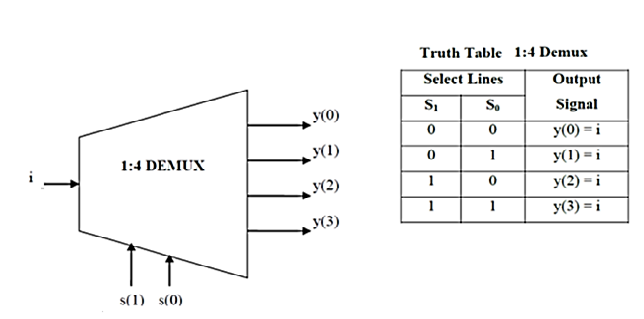 y(0)
y(1)
1:4 DEMUX
i
y(2)
y(3)
s(1) s(0)
Truth Table 1:4 Demux
Select Lines Output Signal
S₁ S₀
0 0 y(0) = i
0 1 y(1) = i
1 0 y(2) = i
1 1 y(3) = i